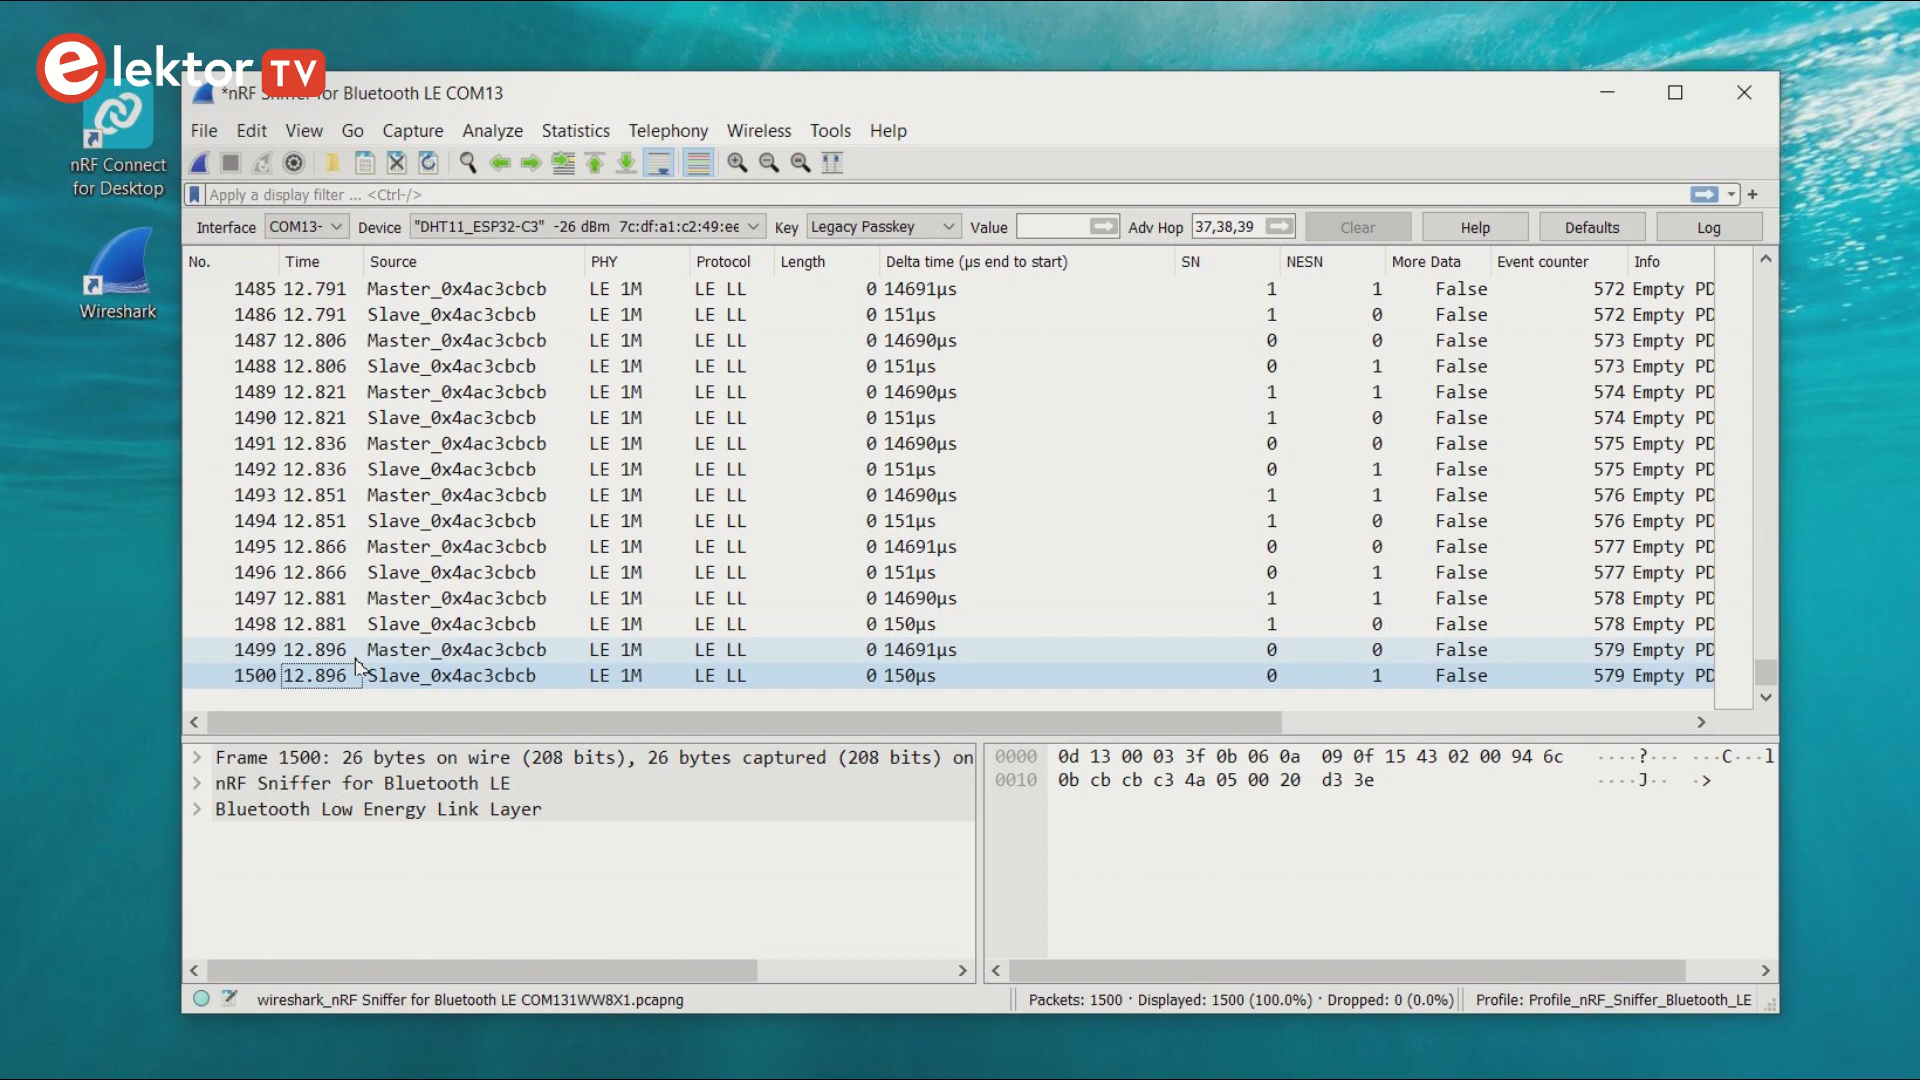 elektor TV
nRF Connect
for Desktop
Wireshark
*nRF Sniffer for Bluetooth LE COM13
File Edit View Go Capture Analyze Statistics Telephony Wireless Tools Help
Apply a display filter ... <Ctrl-/>
Interface COM13- Device "DHT11_ESP32-C3" -26 dBm 7c:df:a1:c2:49:ee Key Legacy Passkey Value Adv Hop 37,38,39 Clear Help Defaults Log
No. Time Source PHY Protocol Length Delta time (µs end to start) SN NESN More Data Event counter Info
1485 12.791 Master_0x4ac3cbcb LE 1M LE LL 0 14691µs 1 1 False 572 Empty PD
1486 12.791 Slave_0x4ac3cbcb LE 1M LE LL 0 151µs 1 0 False 572 Empty PD
1487 12.806 Master_0x4ac3cbcb LE 1M LE LL 0 14690µs 0 0 False 573 Empty PD
1488 12.806 Slave_0x4ac3cbcb LE 1M LE LL 0 151µs 0 1 False 573 Empty PD
1489 12.821 Master_0x4ac3cbcb LE 1M LE LL 0 14690µs 1 1 False 574 Empty PD
1490 12.821 Slave_0x4ac3cbcb LE 1M LE LL 0 151µs 1 0 False 574 Empty PD
1491 12.836 Master_0x4ac3cbcb LE 1M LE LL 0 14690µs 0 0 False 575 Empty PD
1492 12.836 Slave_0x4ac3cbcb LE 1M LE LL 0 151µs 0 1 False 575 Empty PD
1493 12.851 Master_0x4ac3cbcb LE 1M LE LL 0 14690µs 1 1 False 576 Empty PD
1494 12.851 Slave_0x4ac3cbcb LE 1M LE LL 0 151µs 1 0 False 576 Empty PD
1495 12.866 Master_0x4ac3cbcb LE 1M LE LL 0 14691µs 0 0 False 577 Empty PD
1496 12.866 Slave_0x4ac3cbcb LE 1M LE LL 0 151µs 0 1 False 577 Empty PD
1497 12.881 Master_0x4ac3cbcb LE 1M LE LL 0 14690µs 1 1 False 578 Empty PD
1498 12.881 Slave_0x4ac3cbcb LE 1M LE LL 0 150µs 1 0 False 578 Empty PD
1499 12.896 Master_0x4ac3cbcb LE 1M LE LL 0 14691µs 0 0 False 579 Empty PD
1500 12.896 Slave_0x4ac3cbcb LE 1M LE LL 0 150µs 0 1 False 579 Empty PD
Frame 1500: 26 bytes on wire (208 bits), 26 bytes captured (208 bits) on
nRF Sniffer for Bluetooth LE
Bluetooth Low Energy Link Layer
0000 0d 13 00 03 3f 0b 06 0a 09 0f 15 43 02 00 94 6c ····?··· ···C···l
0010 0b cb cb c3 4a 05 00 20 d3 3e ····J·· ·>
wireshark_nRF Sniffer for Bluetooth LE COM131WW8X1.pcapng
Packets: 1500 · Displayed: 1500 (100.0%) · Dropped: 0 (0.0%)
Profile: Profile_nRF_Sniffer_Bluetooth_LE